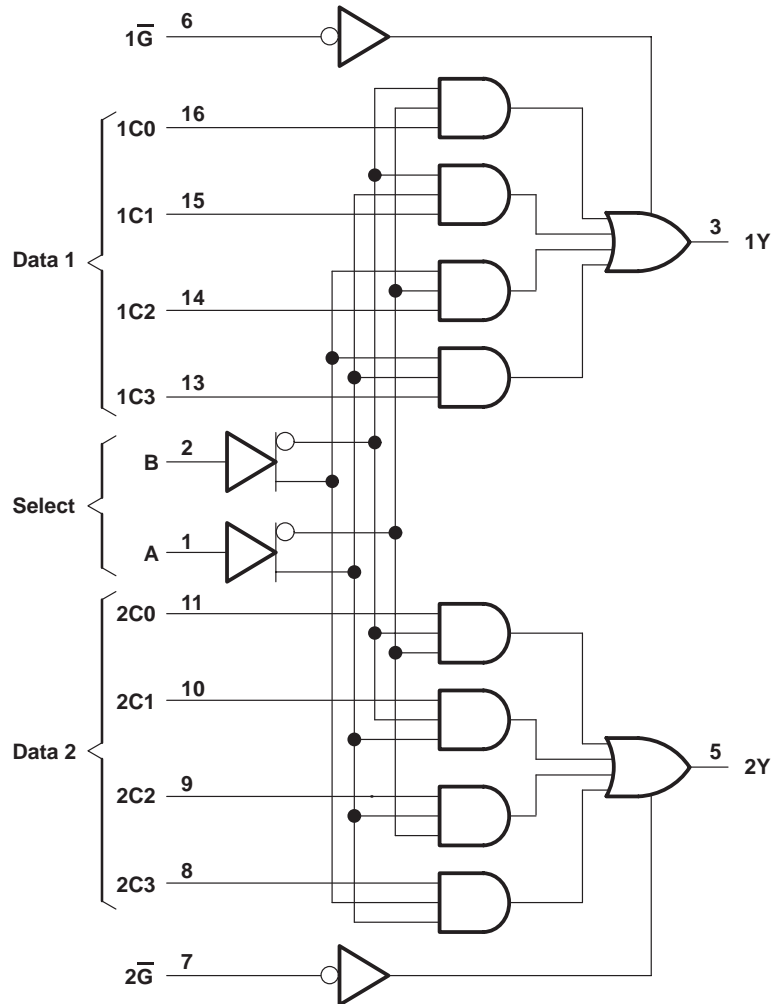 1G̅ 6
1C0 16
1C1 15
Data 1
3 1Y
1C2 14
1C3 13
B 2
Select
A 1
2C0 11
2C1 10
Data 2
5 2Y
2C2 9
2C3 8
2G̅ 7